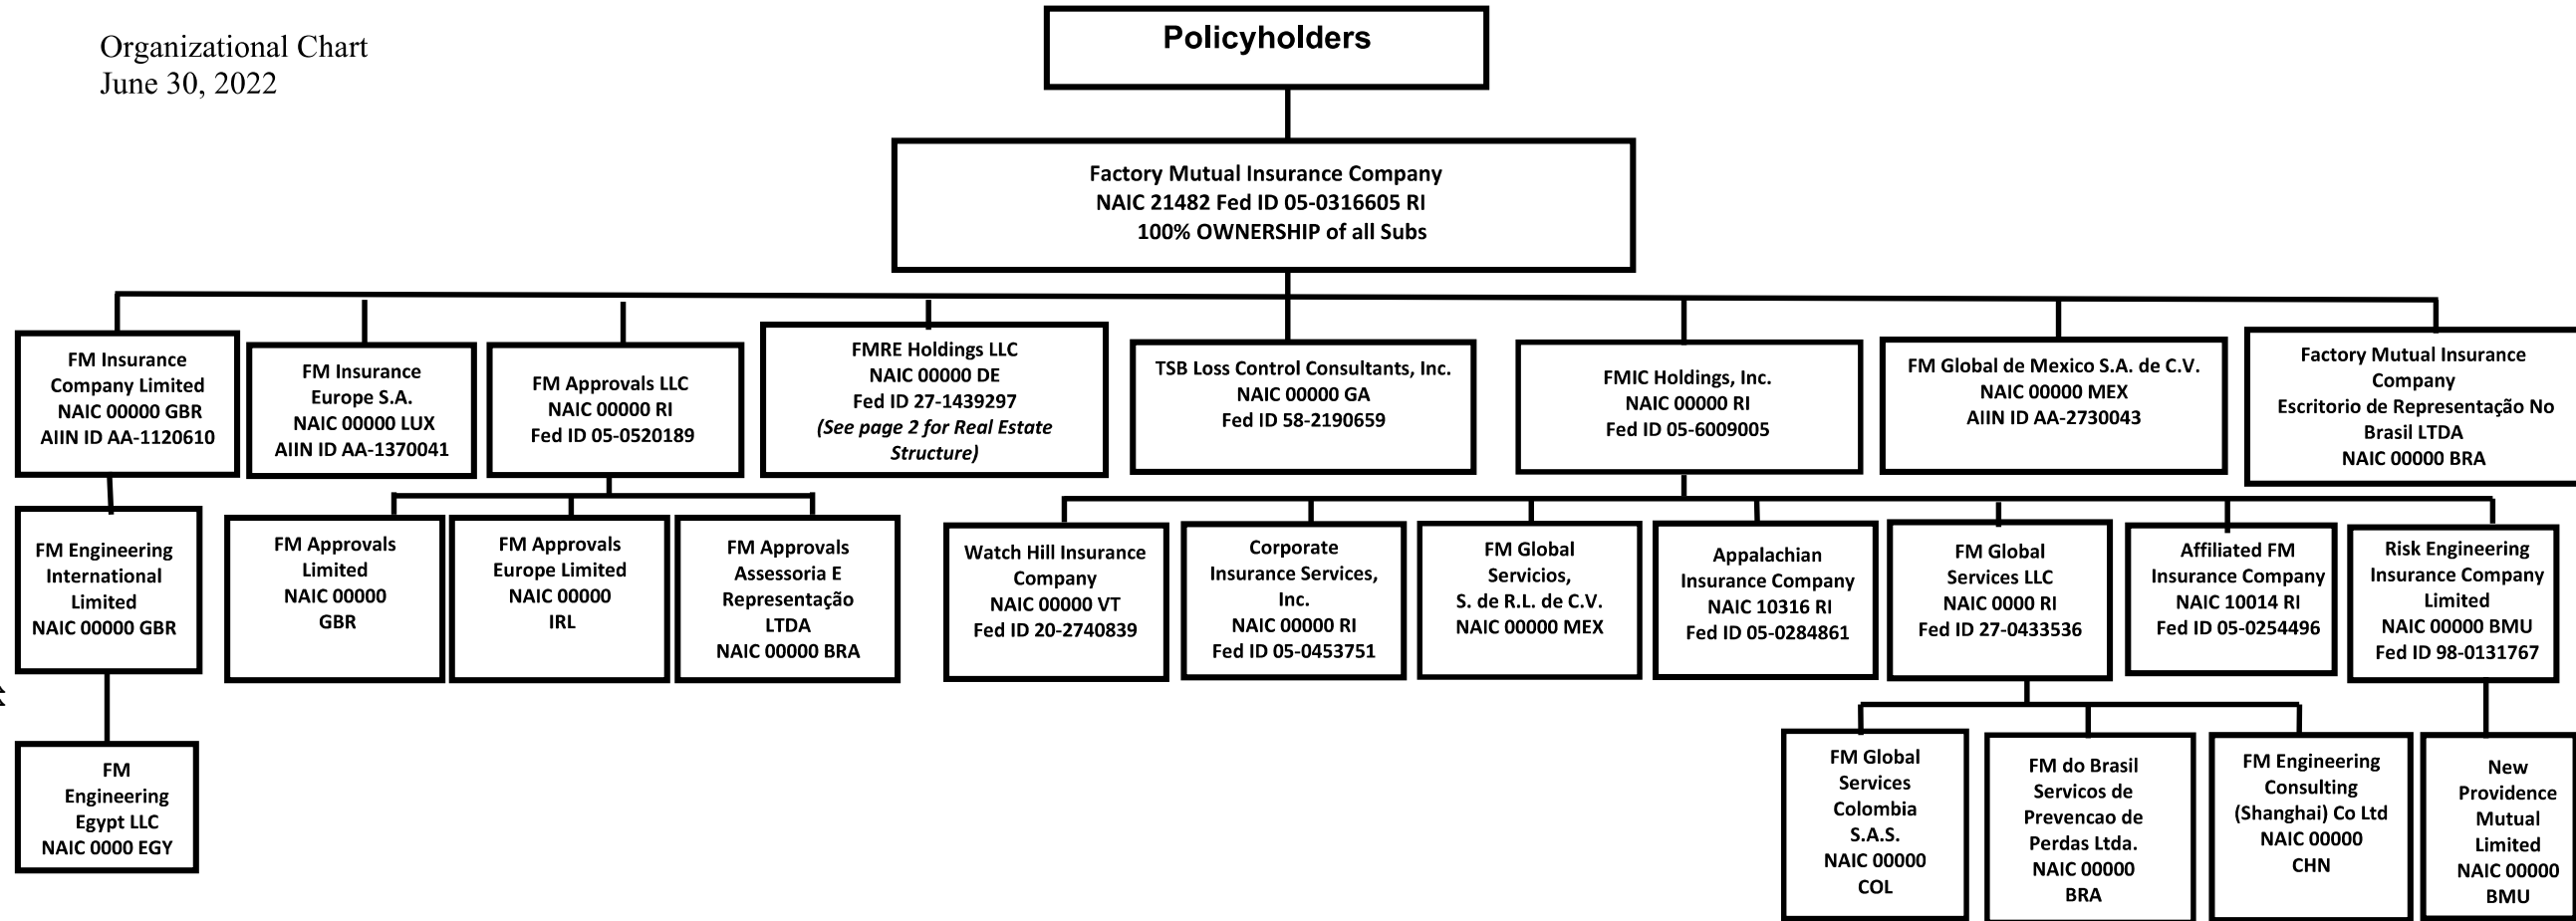 Organizational Chart
June 30, 2022
Policyholders
Factory Mutual Insurance Company
NAIC 21482 Fed ID 05-0316605 RI
100% OWNERSHIP of all Subs
FM Insurance
Company Limited
NAIC 00000 GBR
AIIN ID AA-1120610
FM Insurance
Europe S.A.
NAIC 00000 LUX
AIIN ID AA-1370041
FM Approvals LLC
NAIC 00000 RI
Fed ID 05-0520189
FMRE Holdings LLC
NAIC 00000 DE
Fed ID 27-1439297
(See page 2 for Real Estate
Structure)
TSB Loss Control Consultants, Inc.
NAIC 00000 GA
Fed ID 58-2190659
FMIC Holdings, Inc.
NAIC 00000 RI
Fed ID 05-6009005
FM Global de Mexico S.A. de C.V.
NAIC 00000 MEX
AIIN ID AA-2730043
Factory Mutual Insurance
Company
Escritorio de Representação No
Brasil LTDA
NAIC 00000 BRA
FM Engineering
International
Limited
NAIC 00000 GBR
FM Approvals
Limited
NAIC 00000
GBR
FM Approvals
Europe Limited
NAIC 00000
IRL
FM Approvals
Assessoria E
Representação
LTDA
NAIC 00000 BRA
Watch Hill Insurance
Company
NAIC 00000 VT
Fed ID 20-2740839
Corporate
Insurance Services,
Inc.
NAIC 00000 RI
Fed ID 05-0453751
FM Global
Servicios,
S. de R.L. de C.V.
NAIC 00000 MEX
Appalachian
Insurance Company
NAIC 10316 RI
Fed ID 05-0284861
FM Global
Services LLC
NAIC 0000 RI
Fed ID 27-0433536
Affiliated FM
Insurance Company
NAIC 10014 RI
Fed ID 05-0254496
Risk Engineering
Insurance Company
Limited
NAIC 00000 BMU
Fed ID 98-0131767
FM
Engineering
Egypt LLC
NAIC 0000 EGY
FM Global
Services
Colombia
S.A.S.
NAIC 00000
COL
FM do Brasil
Servicos de
Prevencao de
Perdas Ltda.
NAIC 00000
BRA
FM Engineering
Consulting
(Shanghai) Co Ltd
NAIC 00000
CHN
New
Providence
Mutual
Limited
NAIC 00000
BMU